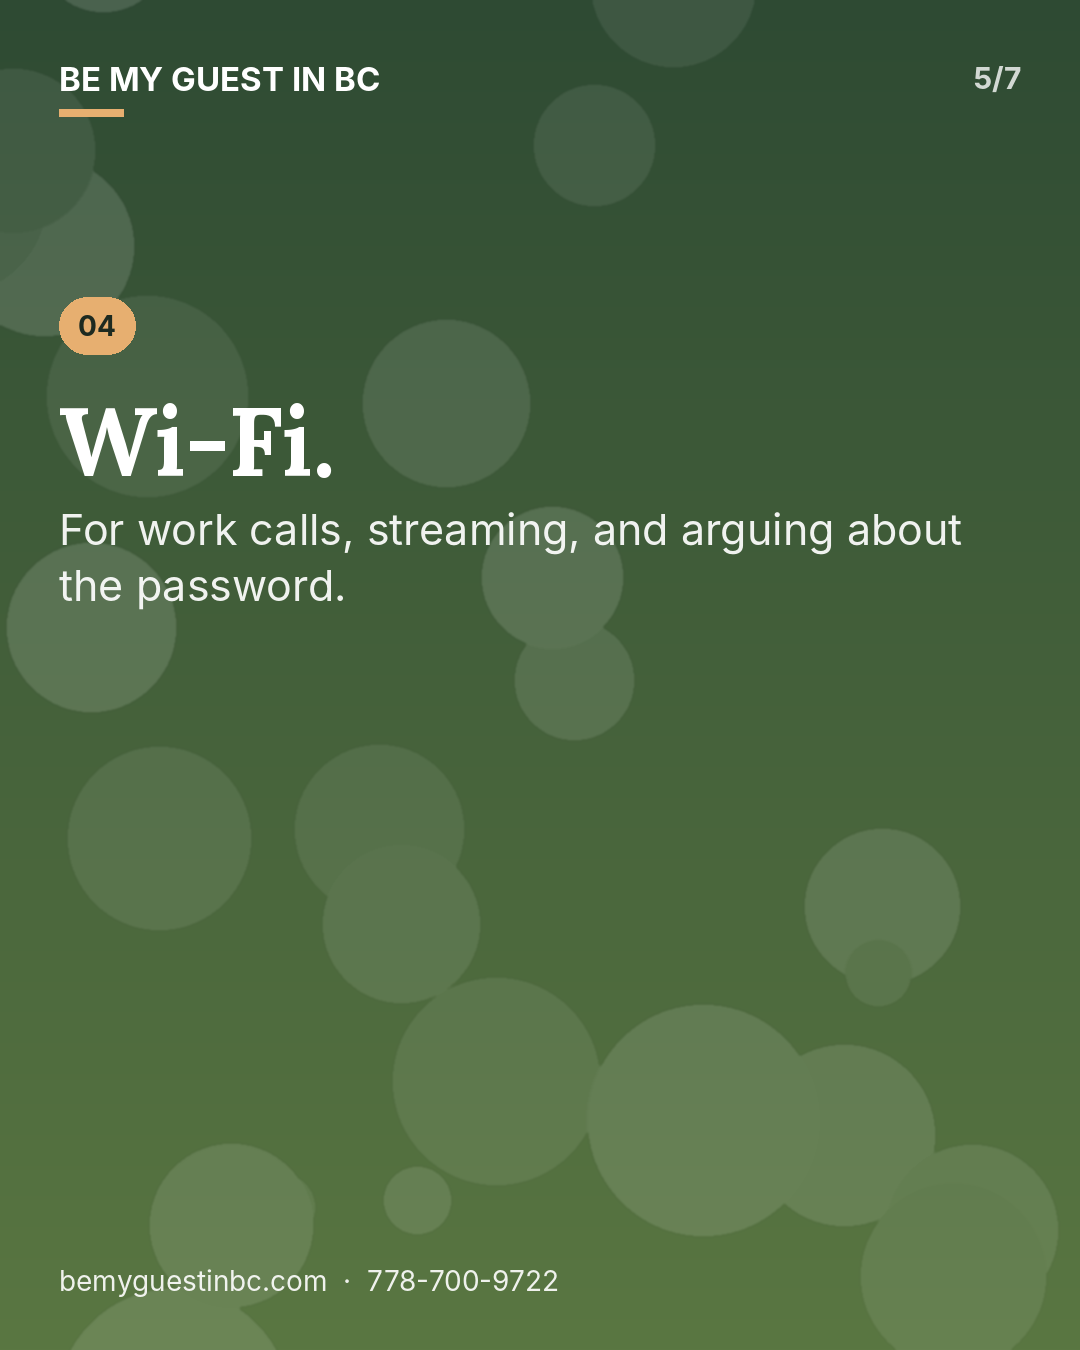 BE MY GUEST IN BC
5/7
04
Wi-Fi.
For work calls, streaming, and arguing about
the password.
bemyguestinbc.com · 778-700-9722